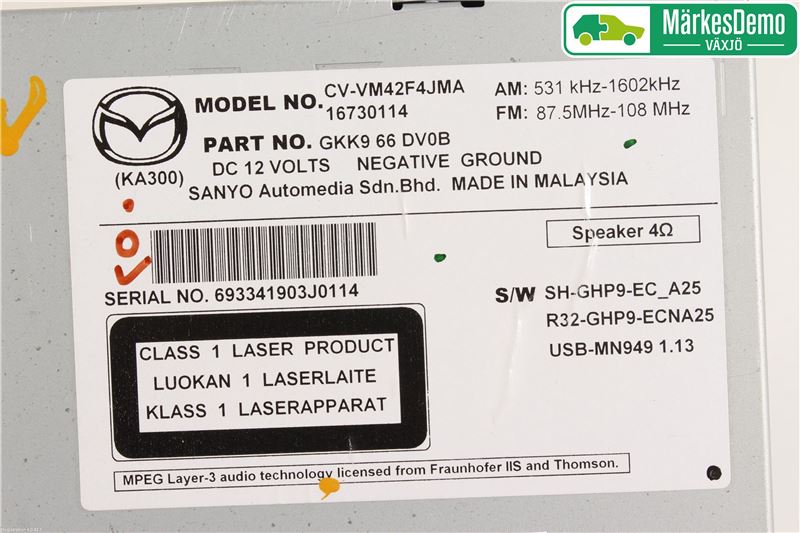 MärkesDemo
VÄXJÖ
MODEL NO. CV-VM42F4JMA
16730114
AM: 531 kHz-1602kHz
FM: 87.5MHz-108 MHz
PART NO. GKK9 66 DV0B
DC 12 VOLTS NEGATIVE GROUND
(KA300)
SANYO Automedia Sdn.Bhd. MADE IN MALAYSIA
Speaker 4Ω
SERIAL NO. 693341903J0114
S/W SH-GHP9-EC_A25
R32-GHP9-ECNA25
USB-MN949 1.13
CLASS 1 LASER PRODUCT
LUOKAN 1 LASERLAITE
KLASS 1 LASERAPPARAT
MPEG Layer-3 audio technology licensed from Fraunhofer IIS and Thomson.